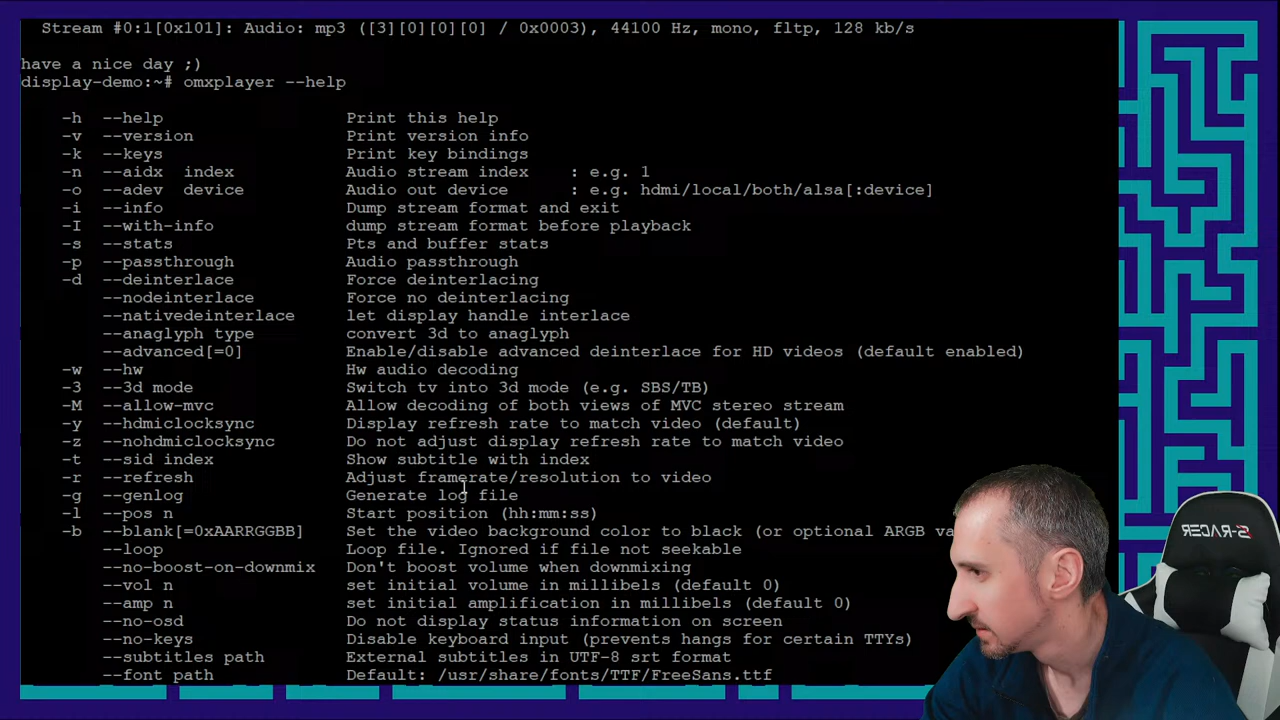 Stream #0:1[0x101]: Audio: mp3 ([3][0][0][0] / 0x0003), 44100 Hz, mono, fltp, 128 kb/s
have a nice day ;)
display-demo:~# omxplayer --help
-h --help Print this help
-v --version Print version info
-k --keys Print key bindings
-n --aidx index Audio stream index : e.g. 1
-o --adev device Audio out device : e.g. hdmi/local/both/alsa[:device]
-i --info Dump stream format and exit
-I --with-info dump stream format before playback
-s --stats Pts and buffer stats
-p --passthrough Audio passthrough
-d --deinterlace Force deinterlacing
--nodeinterlace Force no deinterlacing
--nativedeinterlace let display handle interlace
--anaglyph type convert 3d to anaglyph
--advanced[=0] Enable/disable advanced deinterlace for HD videos (default enabled)
-w --hw Hw audio decoding
-3 --3d mode Switch tv into 3d mode (e.g. SBS/TB)
-M --allow-mvc Allow decoding of both views of MVC stereo stream
-y --hdmiclocksync Display refresh rate to match video (default)
-z --nohdmiclocksync Do not adjust display refresh rate to match video
-t --sid index Show subtitle with index
-r --refresh Adjust framerate/resolution to video
-g --genlog Generate log file
-l --pos n Start position (hh:mm:ss)
-b --blank[=0xAARRGGBB] Set the video background color to black (or optional ARGB va
--loop Loop file. Ignored if file not seekable
--no-boost-on-downmix Don't boost volume when downmixing
--vol n set initial volume in millibels (default 0)
--amp n set initial amplification in millibels (default 0)
--no-osd Do not display status information on screen
--no-keys Disable keyboard input (prevents hangs for certain TTYs)
--subtitles path External subtitles in UTF-8 srt format
--font path Default: /usr/share/fonts/TTF/FreeSans.ttf
S-RACER